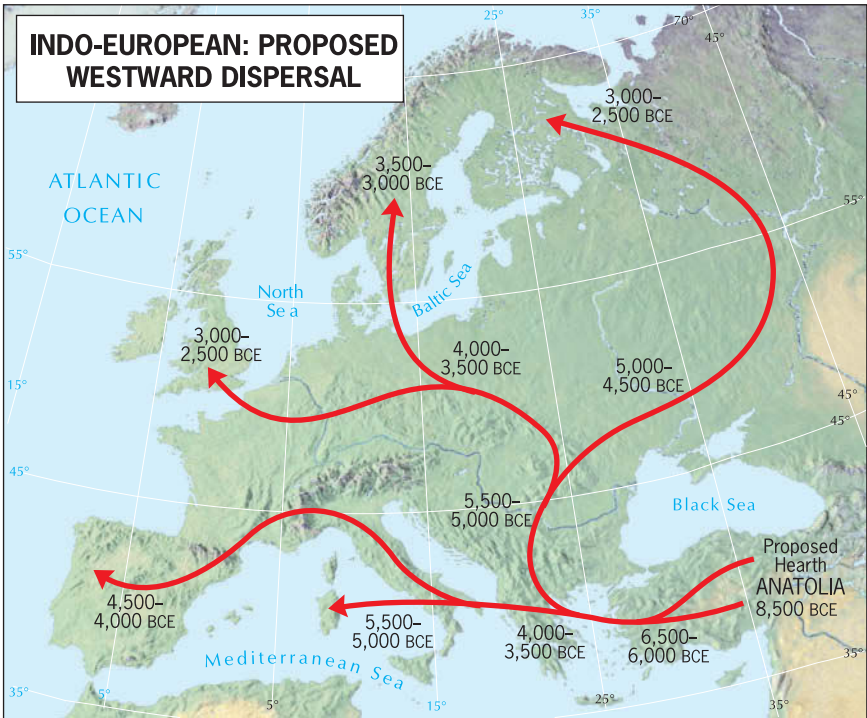 INDO-EUROPEAN: PROPOSED
WESTWARD DISPERSAL
25°
35°
70°
45°
3,000–
2,500 BCE
3,500–
3,000 BCE
ATLANTIC
OCEAN
55°
55°
North
Sea
Baltic Sea
3,000–
2,500 BCE
4,000–
3,500 BCE
5,000–
4,500 BCE
15°
45°
45°
45°
5,500–
5,000 BCE
Black Sea
Proposed
Hearth
ANATOLIA
8,500 BCE
4,500–
4,000 BCE
5,500–
5,000 BCE
4,000–
3,500 BCE
6,500–
6,000 BCE
Mediterranean Sea
35°
35°
5°
5°
15°
25°
35°